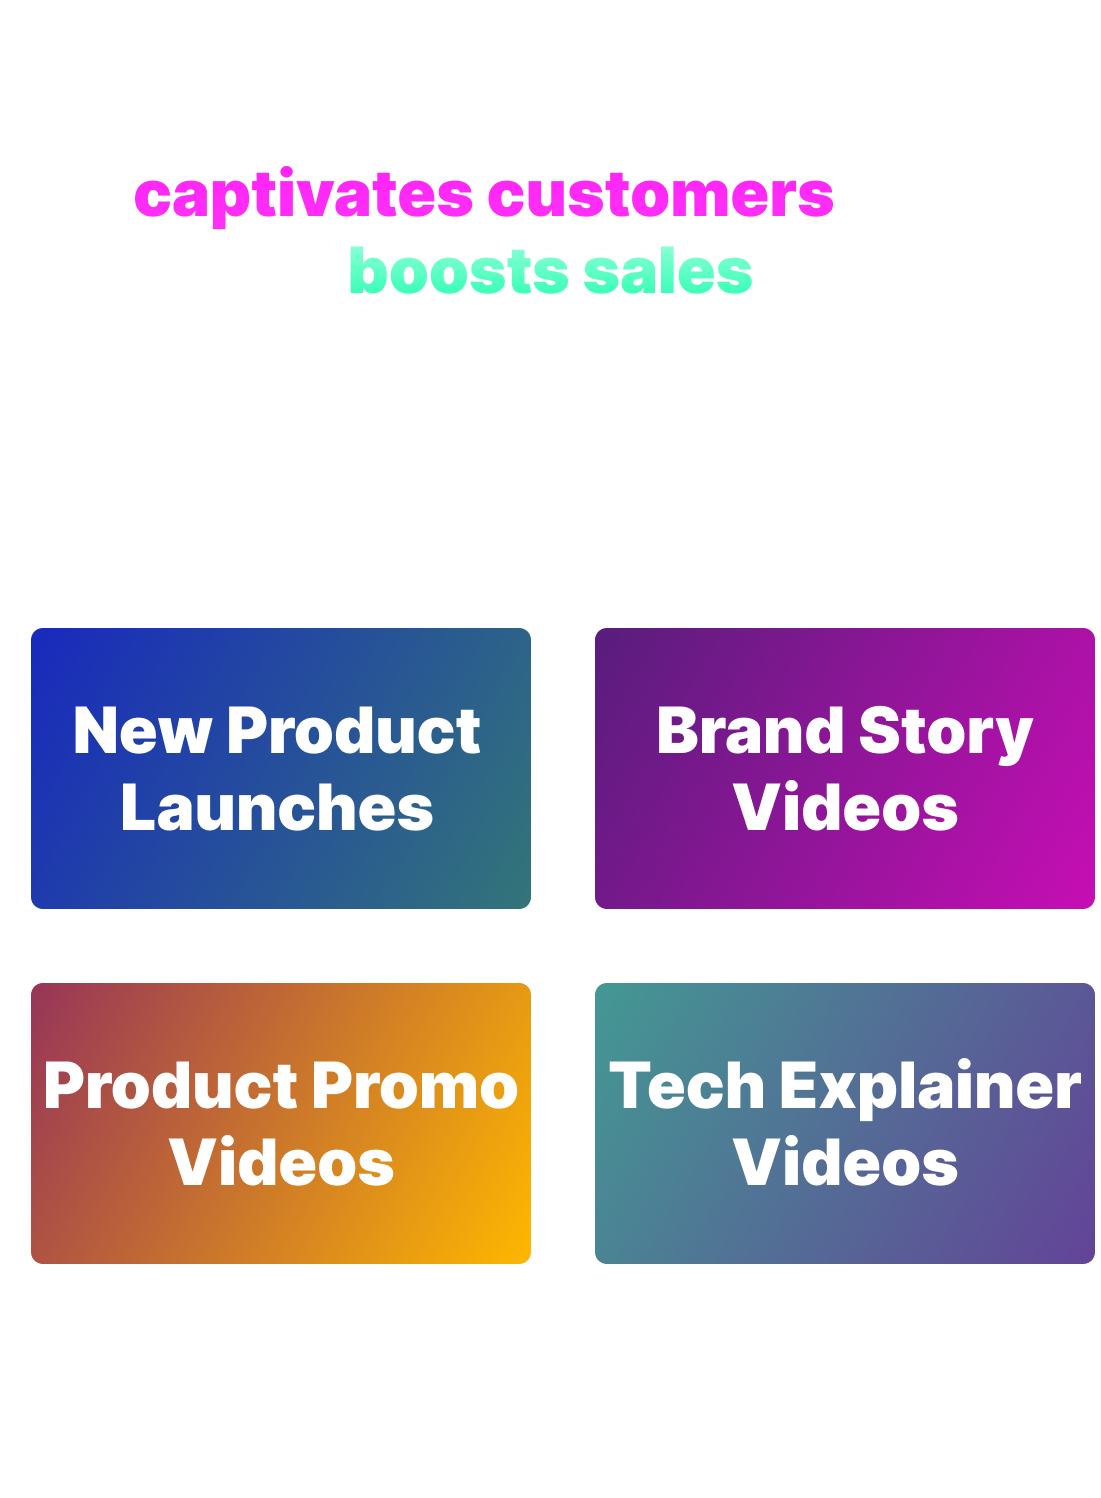 captivates customers
boosts sales
New Product
Launches
Brand Story
Videos
Product Promo
Videos
Tech Explainer
Videos